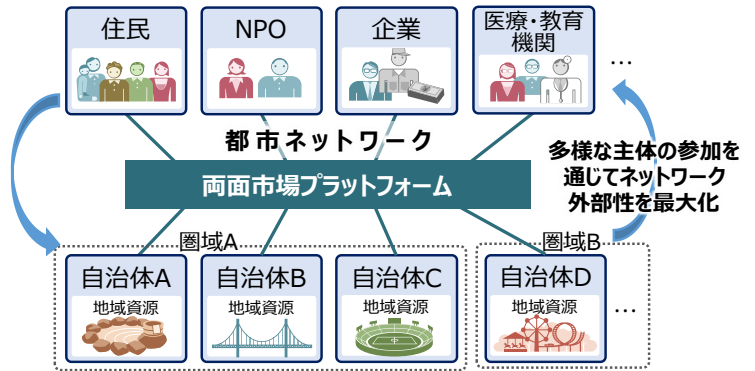 住民
NPO
企業
医療・教育
機関
…
都市ネットワーク
両面市場プラットフォーム
多様な主体の参加を
通じてネットワーク
外部性を最大化
圏域A
圏域B
自治体A
地域資源
自治体B
地域資源
自治体C
地域資源
自治体D
地域資源
…